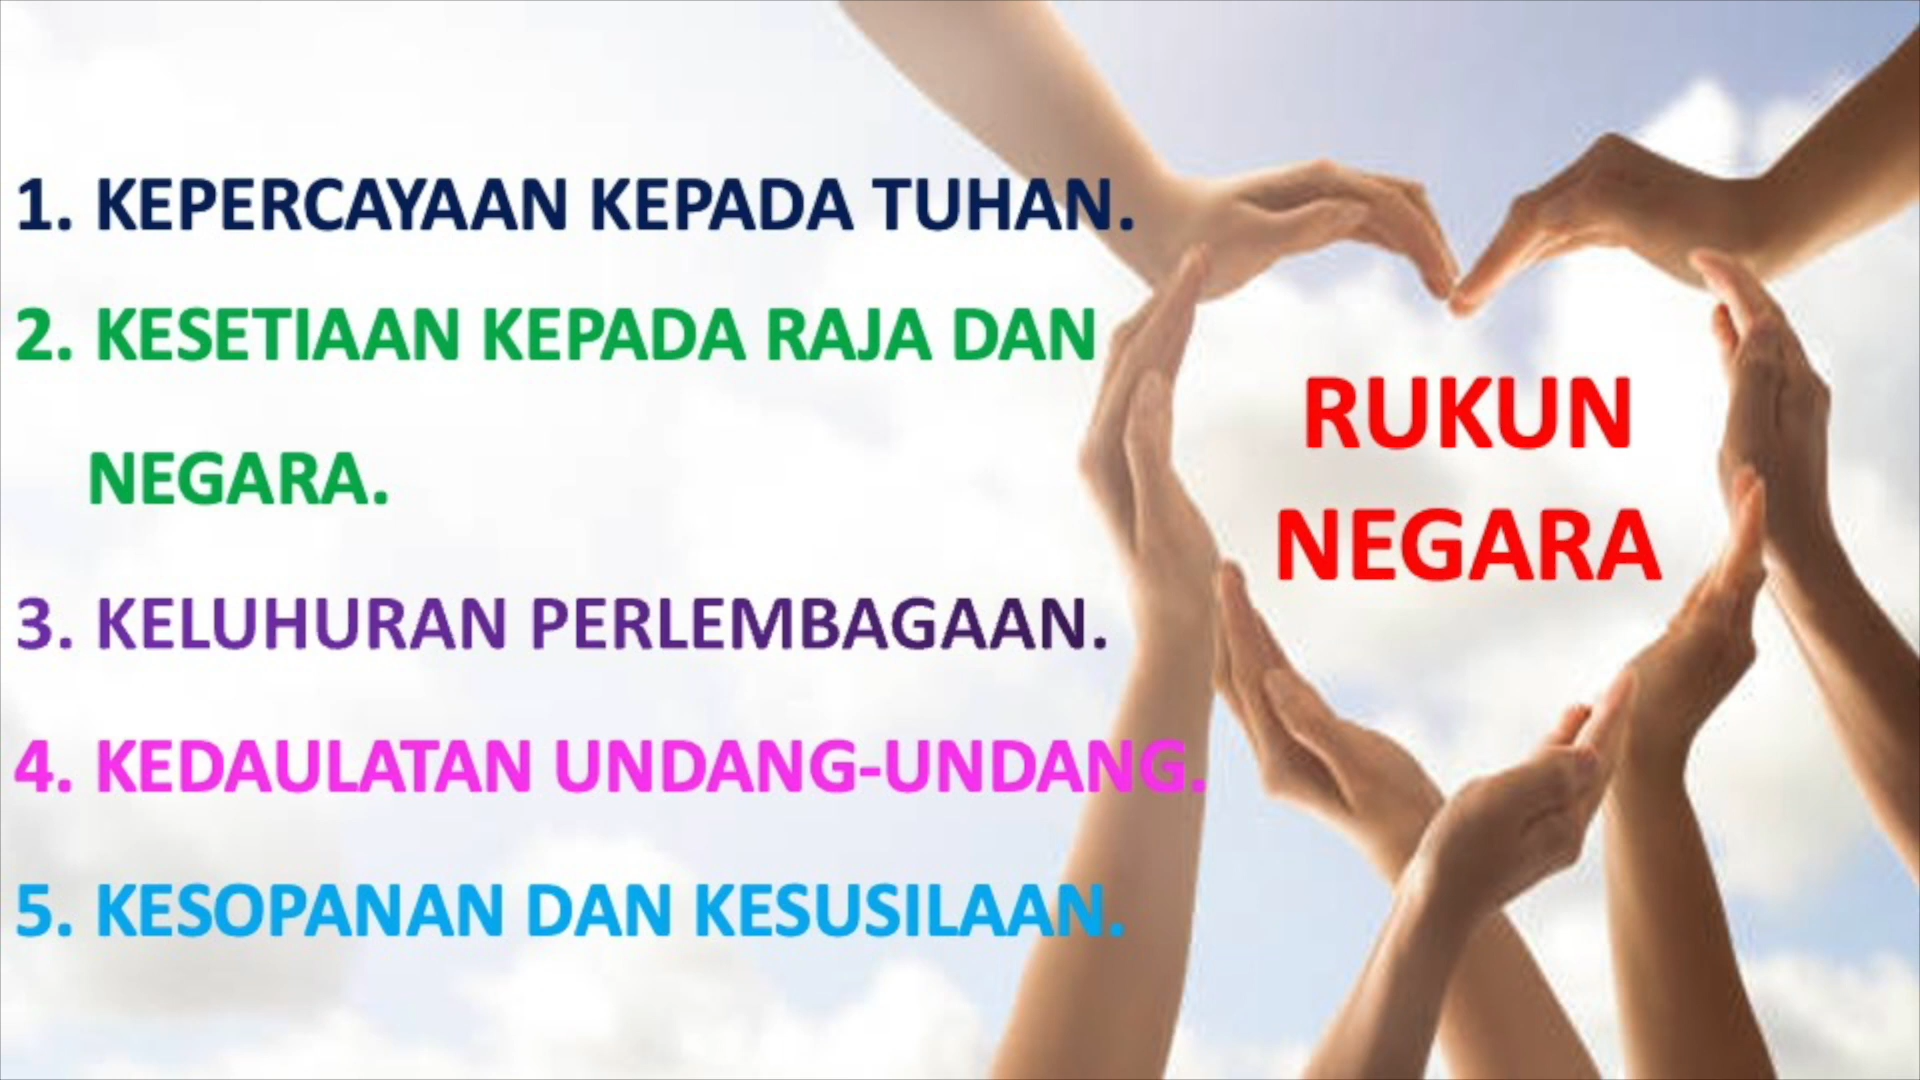 1. KEPERCAYAAN KEPADA TUHAN.
2. KESETIAAN KEPADA RAJA DAN
NEGARA.
3. KELUHURAN PERLEMBAGAAN.
4. KEDAULATAN UNDANG-UNDANG.
5. KESOPANAN DAN KESUSILAAN.
RUKUN
NEGARA